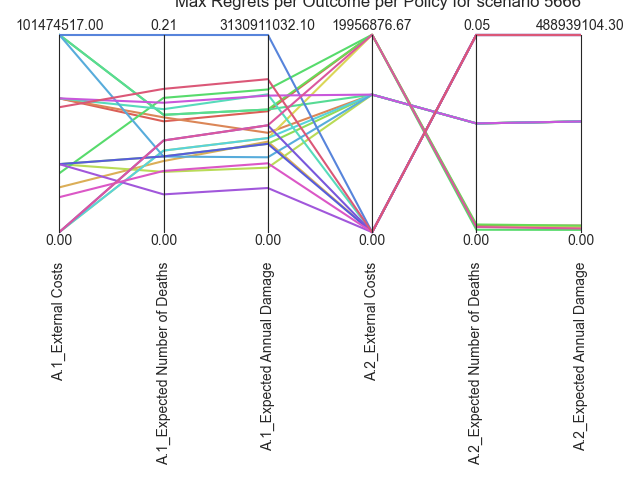 Max Regrets per Outcome per Policy for scenario 5666
101474517.00 0.21 3130911032.10 19956876.67 0.05 488939104.30
0.00 0.00 0.00 0.00 0.00 0.00
A.1_External Costs
A.1_Expected Number of Deaths
A.1_Expected Annual Damage
A.2_External Costs
A.2_Expected Number of Deaths
A.2_Expected Annual Damage